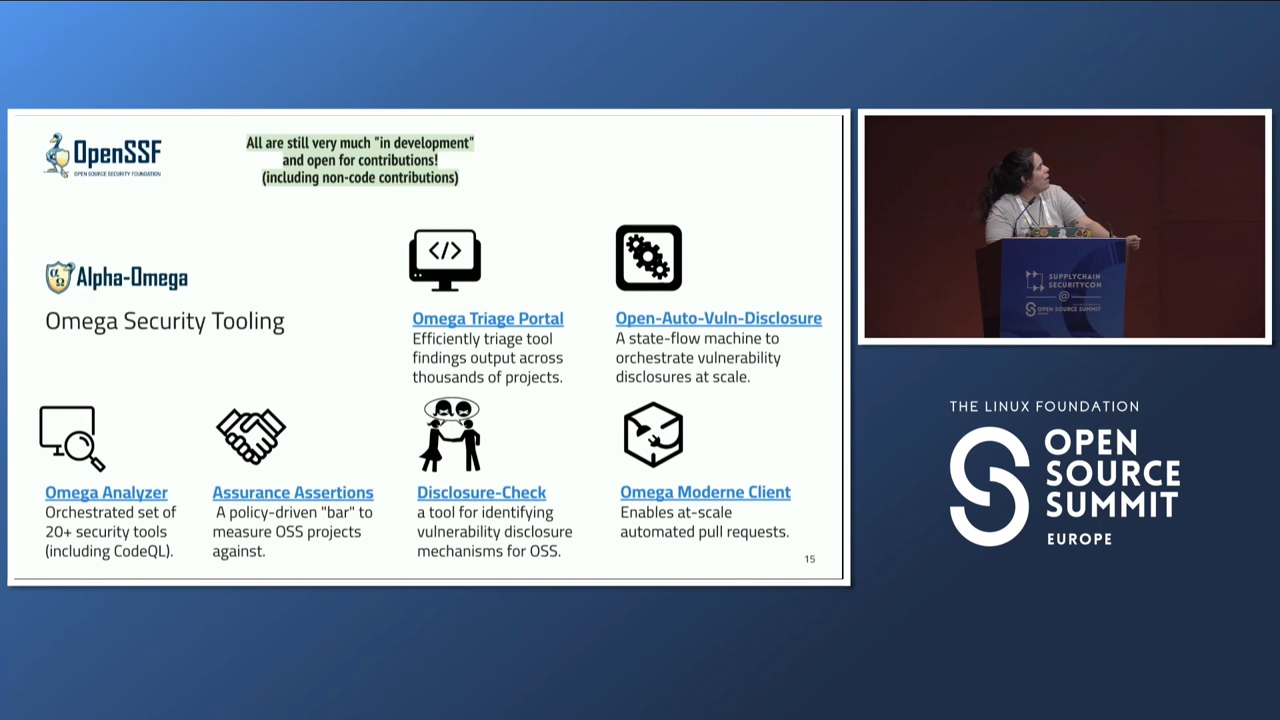 OpenSSF
OPEN SOURCE SECURITY FOUNDATION
All are still very much "in development"
and open for contributions!
(including non-code contributions)
Alpha-Omega
Omega Security Tooling
</>
Omega Triage Portal
Efficiently triage tool
findings output across
thousands of projects.
Open-Auto-Vuln-Disclosure
A state-flow machine to
orchestrate vulnerability
disclosures at scale.
Omega Analyzer
Orchestrated set of
20+ security tools
(including CodeQL).
Assurance Assertions
A policy-driven "bar" to
measure OSS projects
against.
Disclosure-Check
a tool for identifying
vulnerability disclosure
mechanisms for OSS.
Omega Moderne Client
Enables at-scale
automated pull requests.
15
SUPPLYCHAIN
SECURITYCON
@
OPEN SOURCE SUMMIT
THE LINUX FOUNDATION
OPEN
SOURCE
SUMMIT
EUROPE